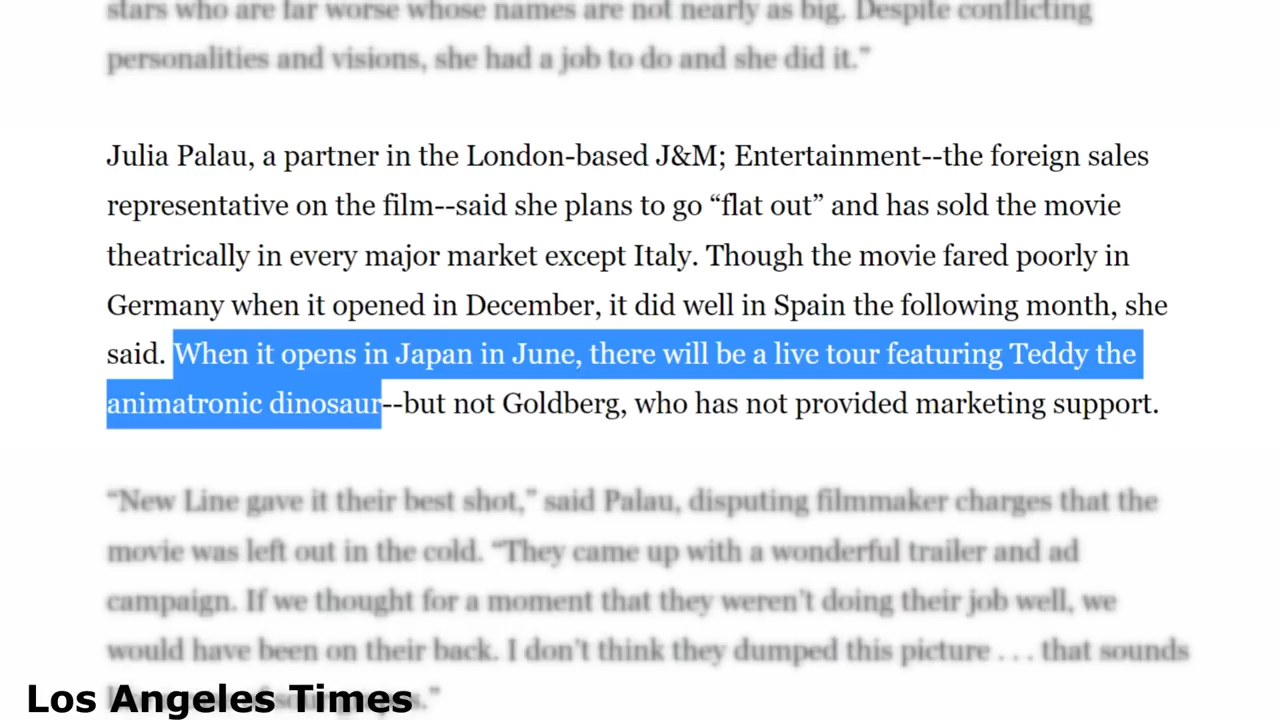 stars who are far worse whose names are not nearly as big. Despite conflicting
personalities and visions, she had a job to do and she did it.”
Julia Palau, a partner in the London-based J&M; Entertainment--the foreign sales
representative on the film--said she plans to go “flat out” and has sold the movie
theatrically in every major market except Italy. Though the movie fared poorly in
Germany when it opened in December, it did well in Spain the following month, she
said. When it opens in Japan in June, there will be a live tour featuring Teddy the
animatronic dinosaur--but not Goldberg, who has not provided marketing support.
“New Line gave it their best shot,” said Palau, disputing filmmaker charges that the
movie was left out in the cold. “They came up with a wonderful trailer and ad
campaign. If we thought for a moment that they weren’t doing their job well, we
would have been on their back. I don’t think they dumped this picture . . . that sounds
Los Angeles Times